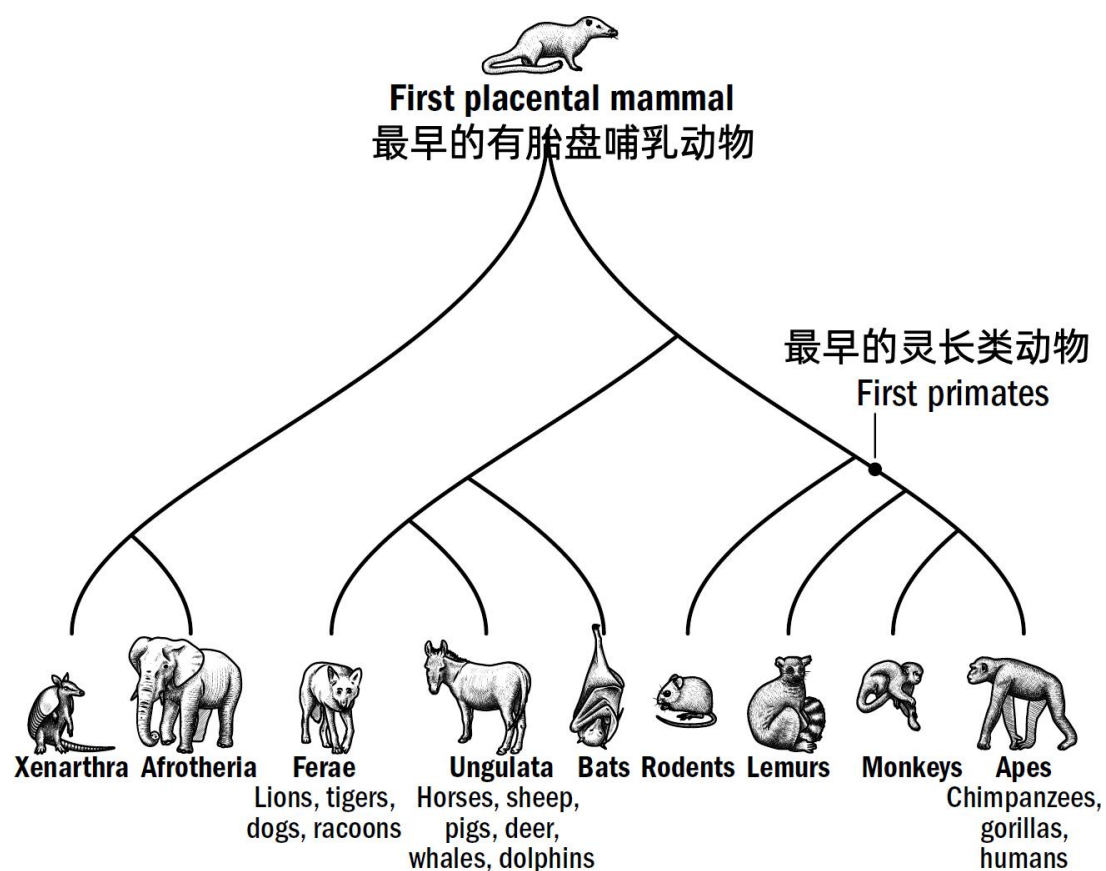 First placental mammal
最早的有胎盘哺乳动物
最早的灵长类动物
First primates
Xenarthra
Afrotheria
Ferae
Lions, tigers,
dogs, racoons
Ungulata
Horses, sheep,
pigs, deer,
whales, dolphins
Bats
Rodents
Lemurs
Monkeys
Apes
Chimpanzees,
gorillas,
humans